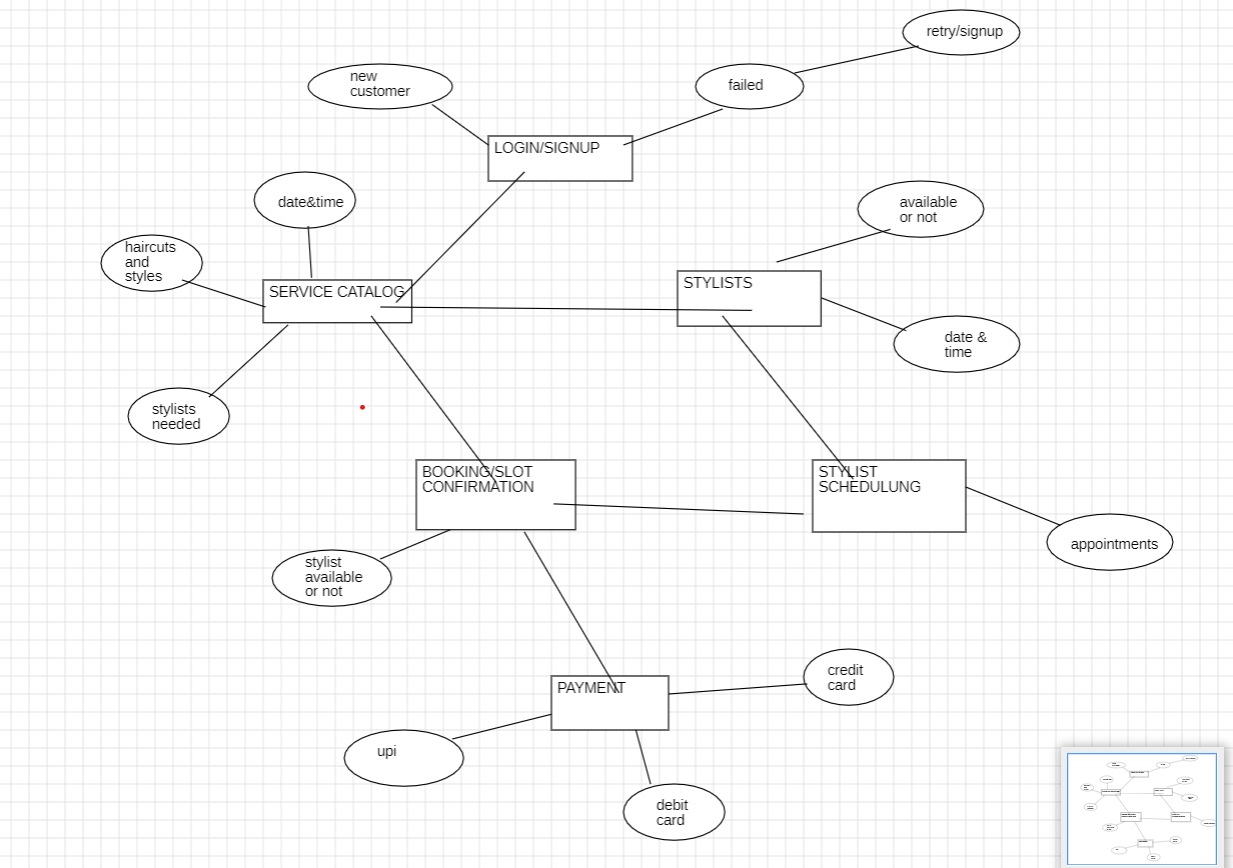 retry/signup
new
customer
failed
LOGIN/SIGNUP
date&time
available
or not
haircuts
and
styles
SERVICE CATALOG
STYLISTS
date &
time
stylists
needed
BOOKING/SLOT
CONFIRMATION
STYLIST
SCHEDULUNG
appointments
stylist
available
or not
credit
card
PAYMENT
upi
debit
card